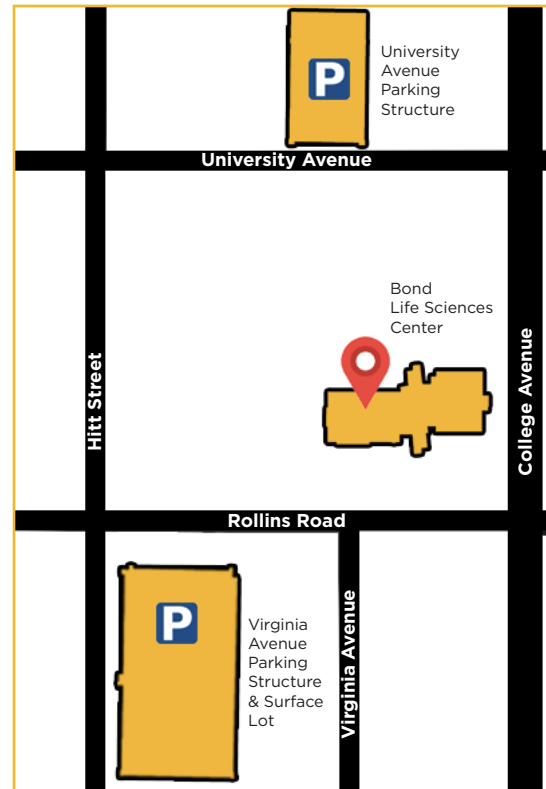 P
University
Avenue
Parking
Structure
University Avenue
Bond
Life Sciences
Center
Hitt Street
College Avenue
Rollins Road
P
Virginia
Avenue
Parking
Structure
& Surface
Lot
Virginia Avenue